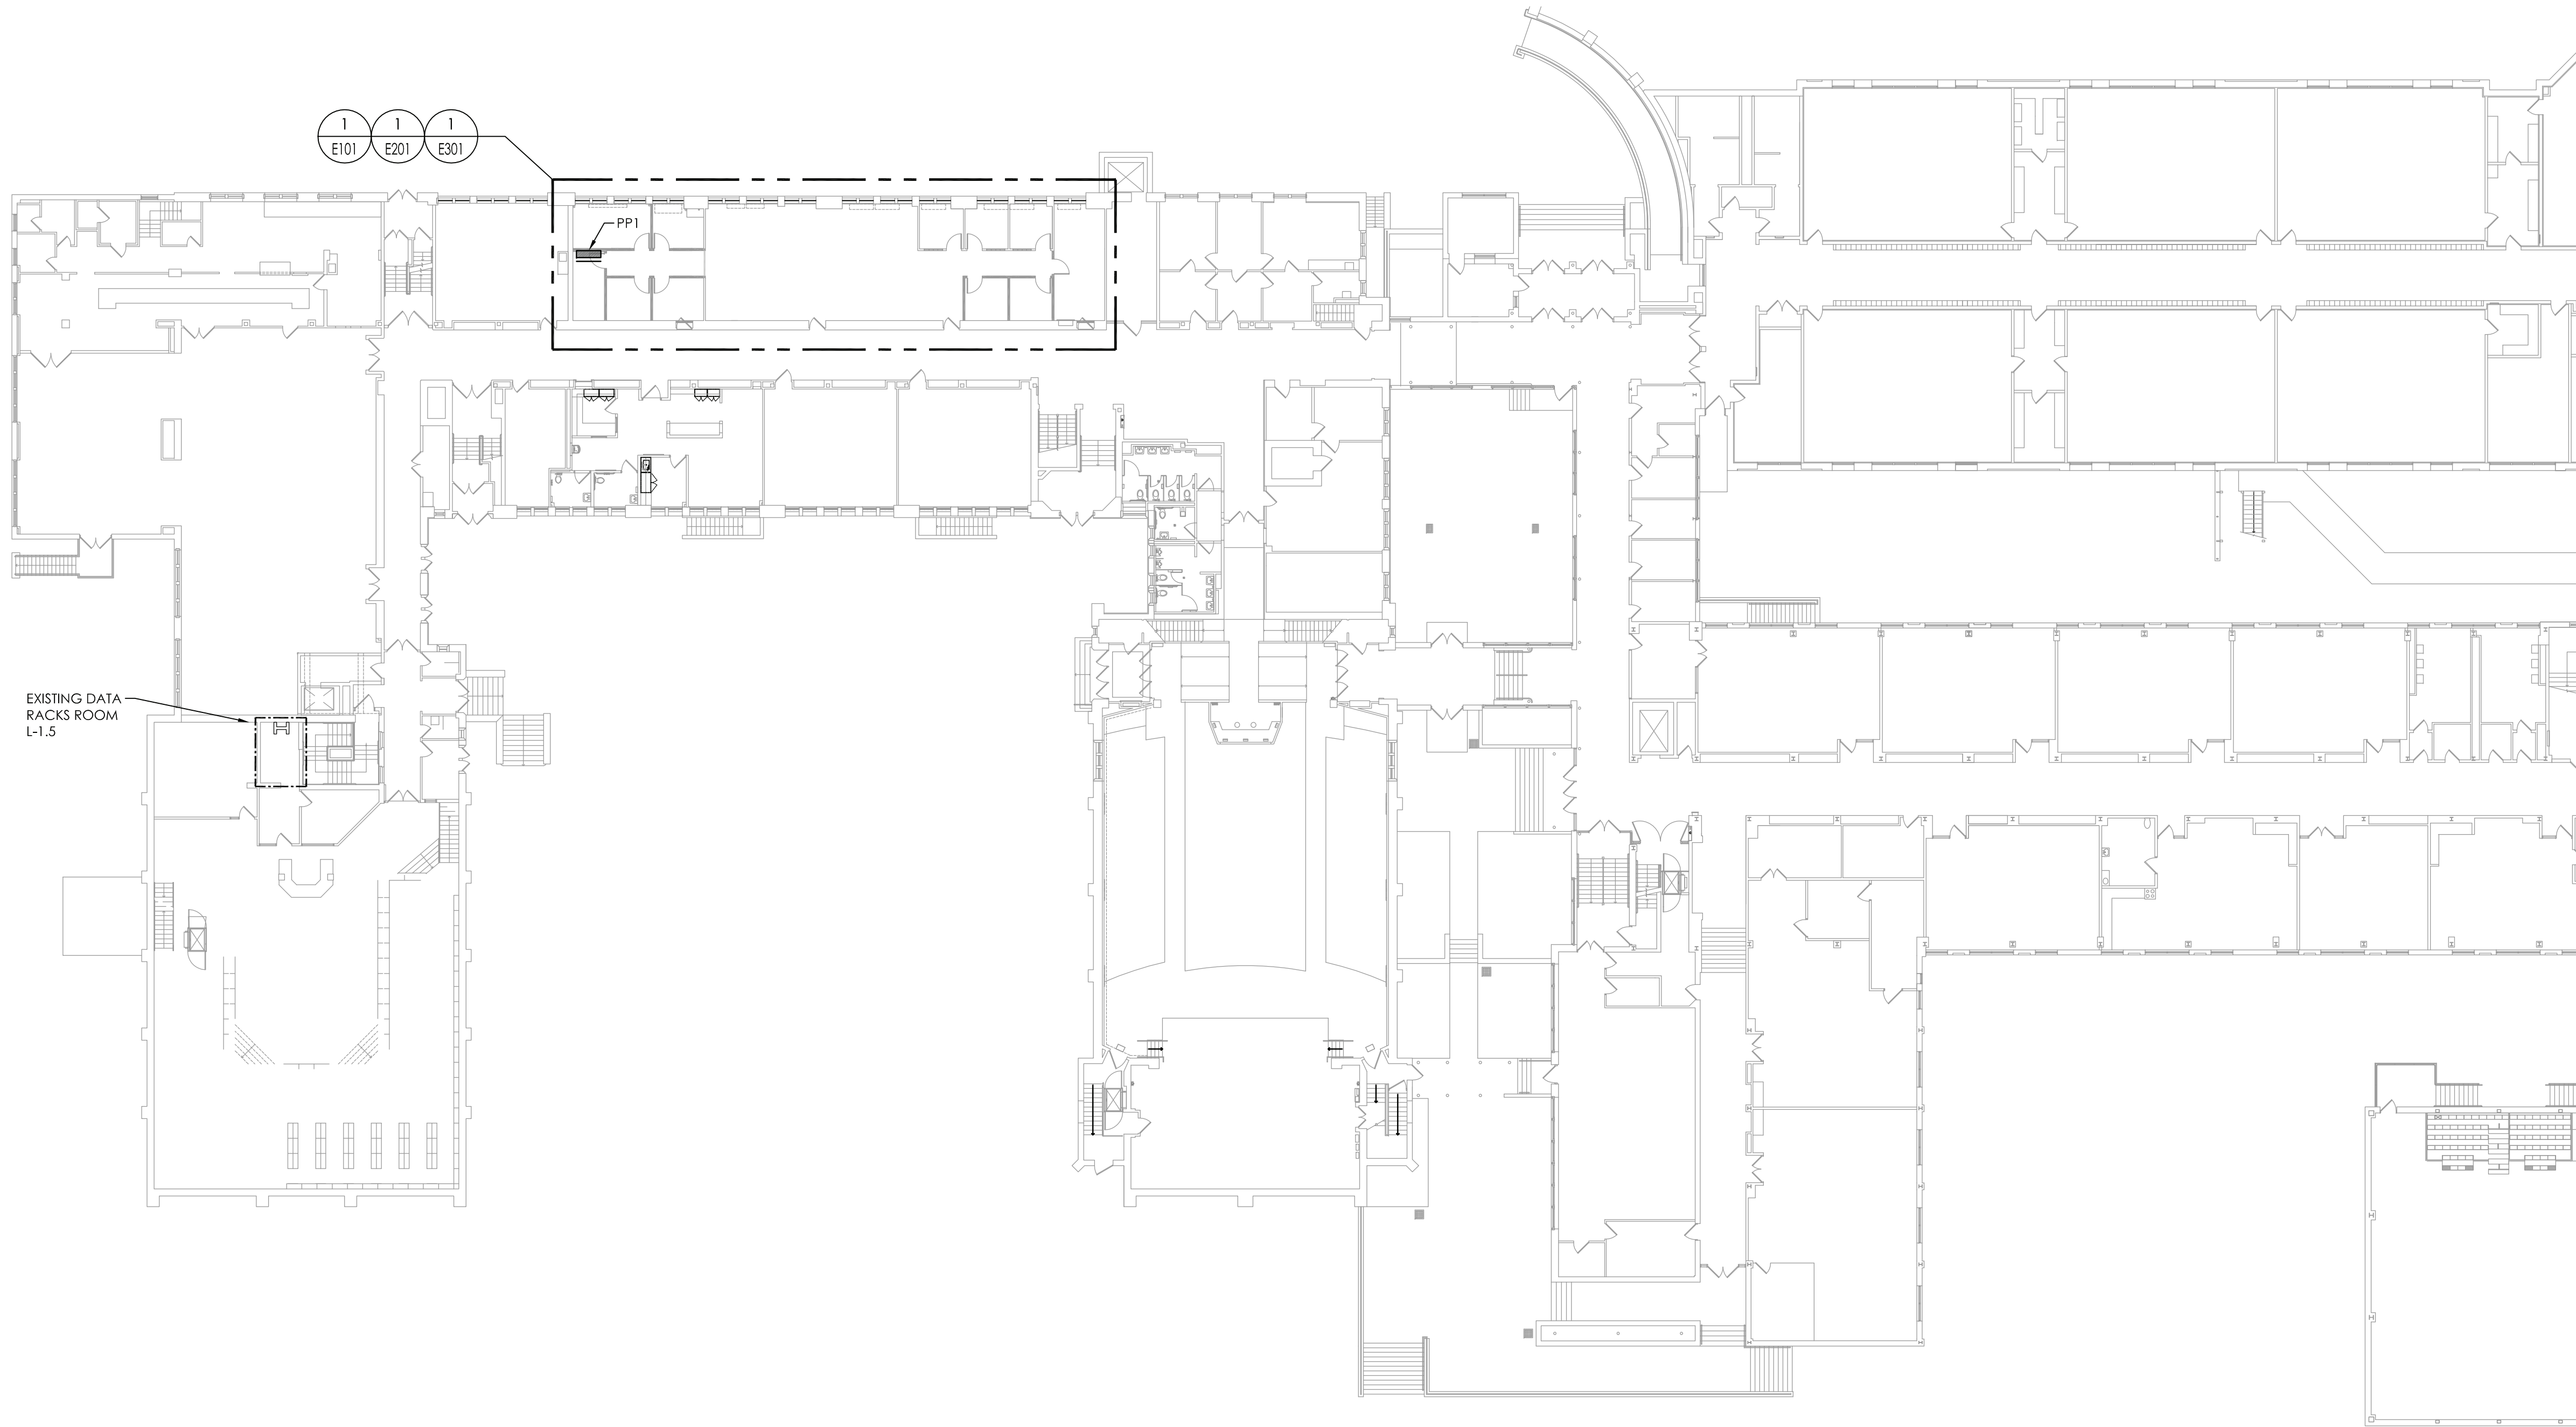 1 1 1
E101 E201 E301
PP1
EXISTING DATA
RACKS ROOM
L-1.5